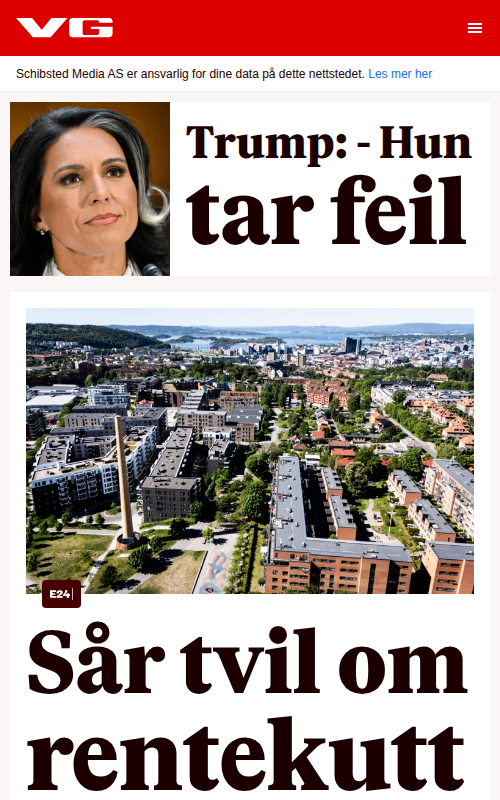 VG
Schibsted Media AS er ansvarlig for dine data på dette nettstedet. Les mer her
Trump: - Hun
tar feil
E24
Sår tvil om
rentekutt